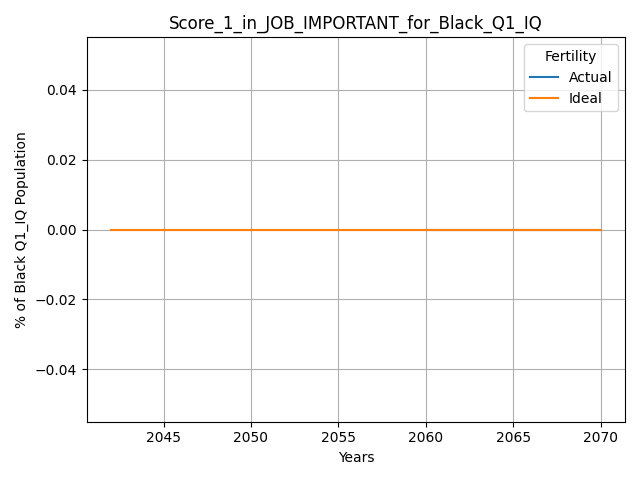 Score_1_in_JOB_IMPORTANT_for_Black_Q1_IQ
Fertility
Actual
Ideal
% of Black Q1_IQ Population
0.04
0.02
0.00
−0.02
−0.04
2045
2050
2055
2060
2065
2070
Years